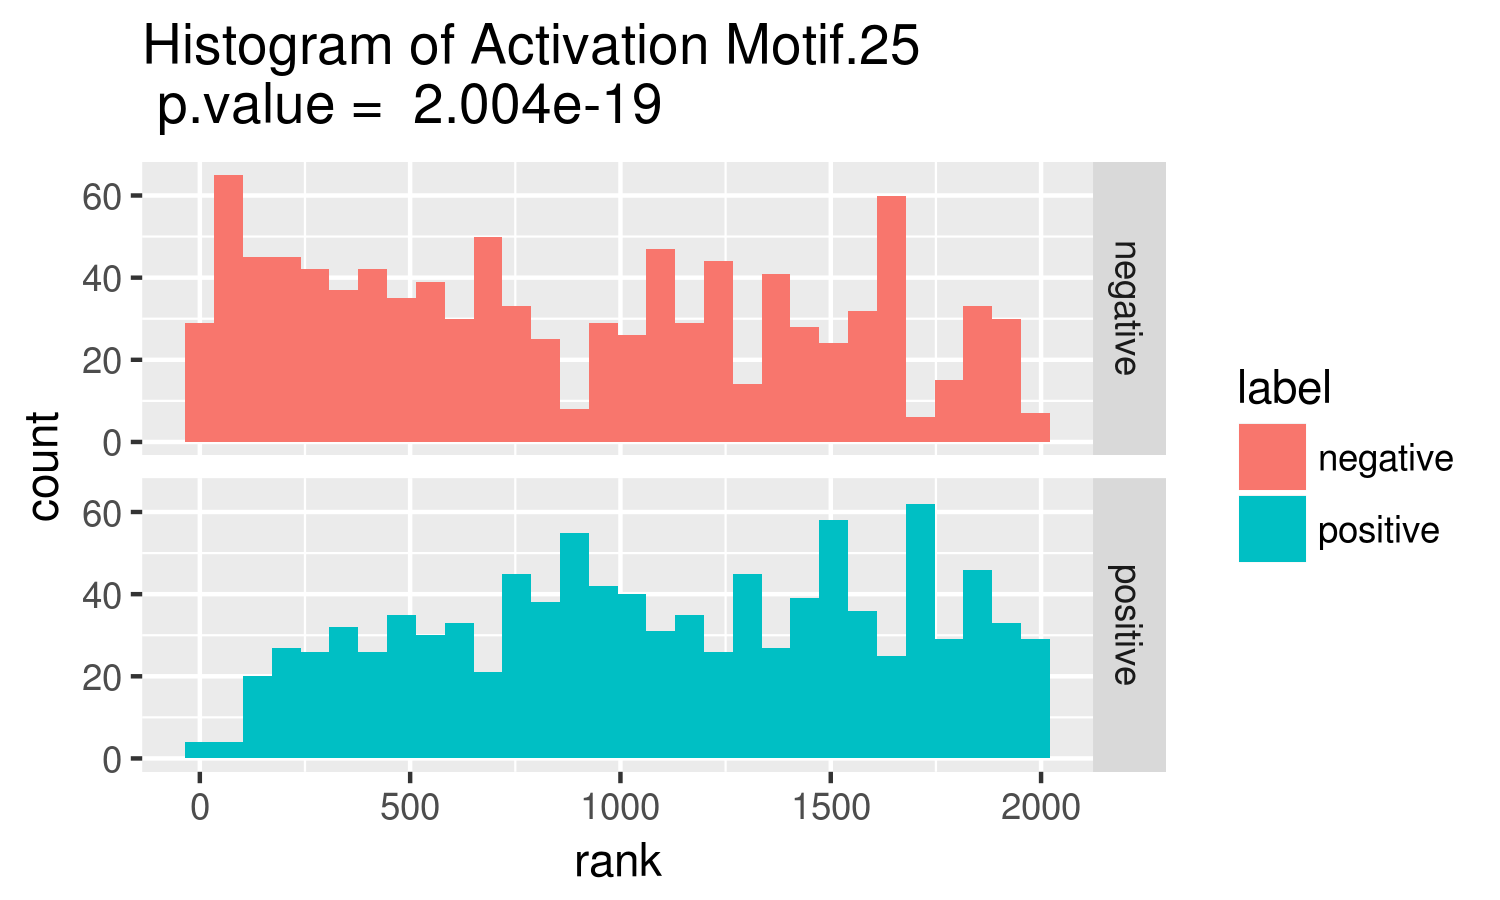 Histogram of Activation Motif.25
p.value = 2.004e-19
60
40
20
0
negative
60
40
20
0
positive
count
0 500 1000 1500 2000
rank
label
negative
positive